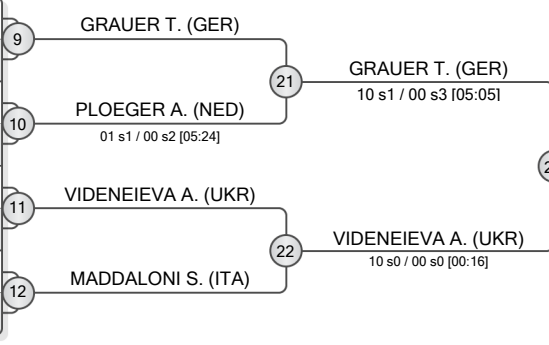 9
GRAUER T. (GER)
21
GRAUER T. (GER)
10 s1 / 00 s3 [05:05]
10
PLOEGER A. (NED)
01 s1 / 00 s2 [05:24]
11
VIDENEIEVA A. (UKR)
22
VIDENEIEVA A. (UKR)
10 s0 / 00 s0 [00:16]
12
MADDALONI S. (ITA)